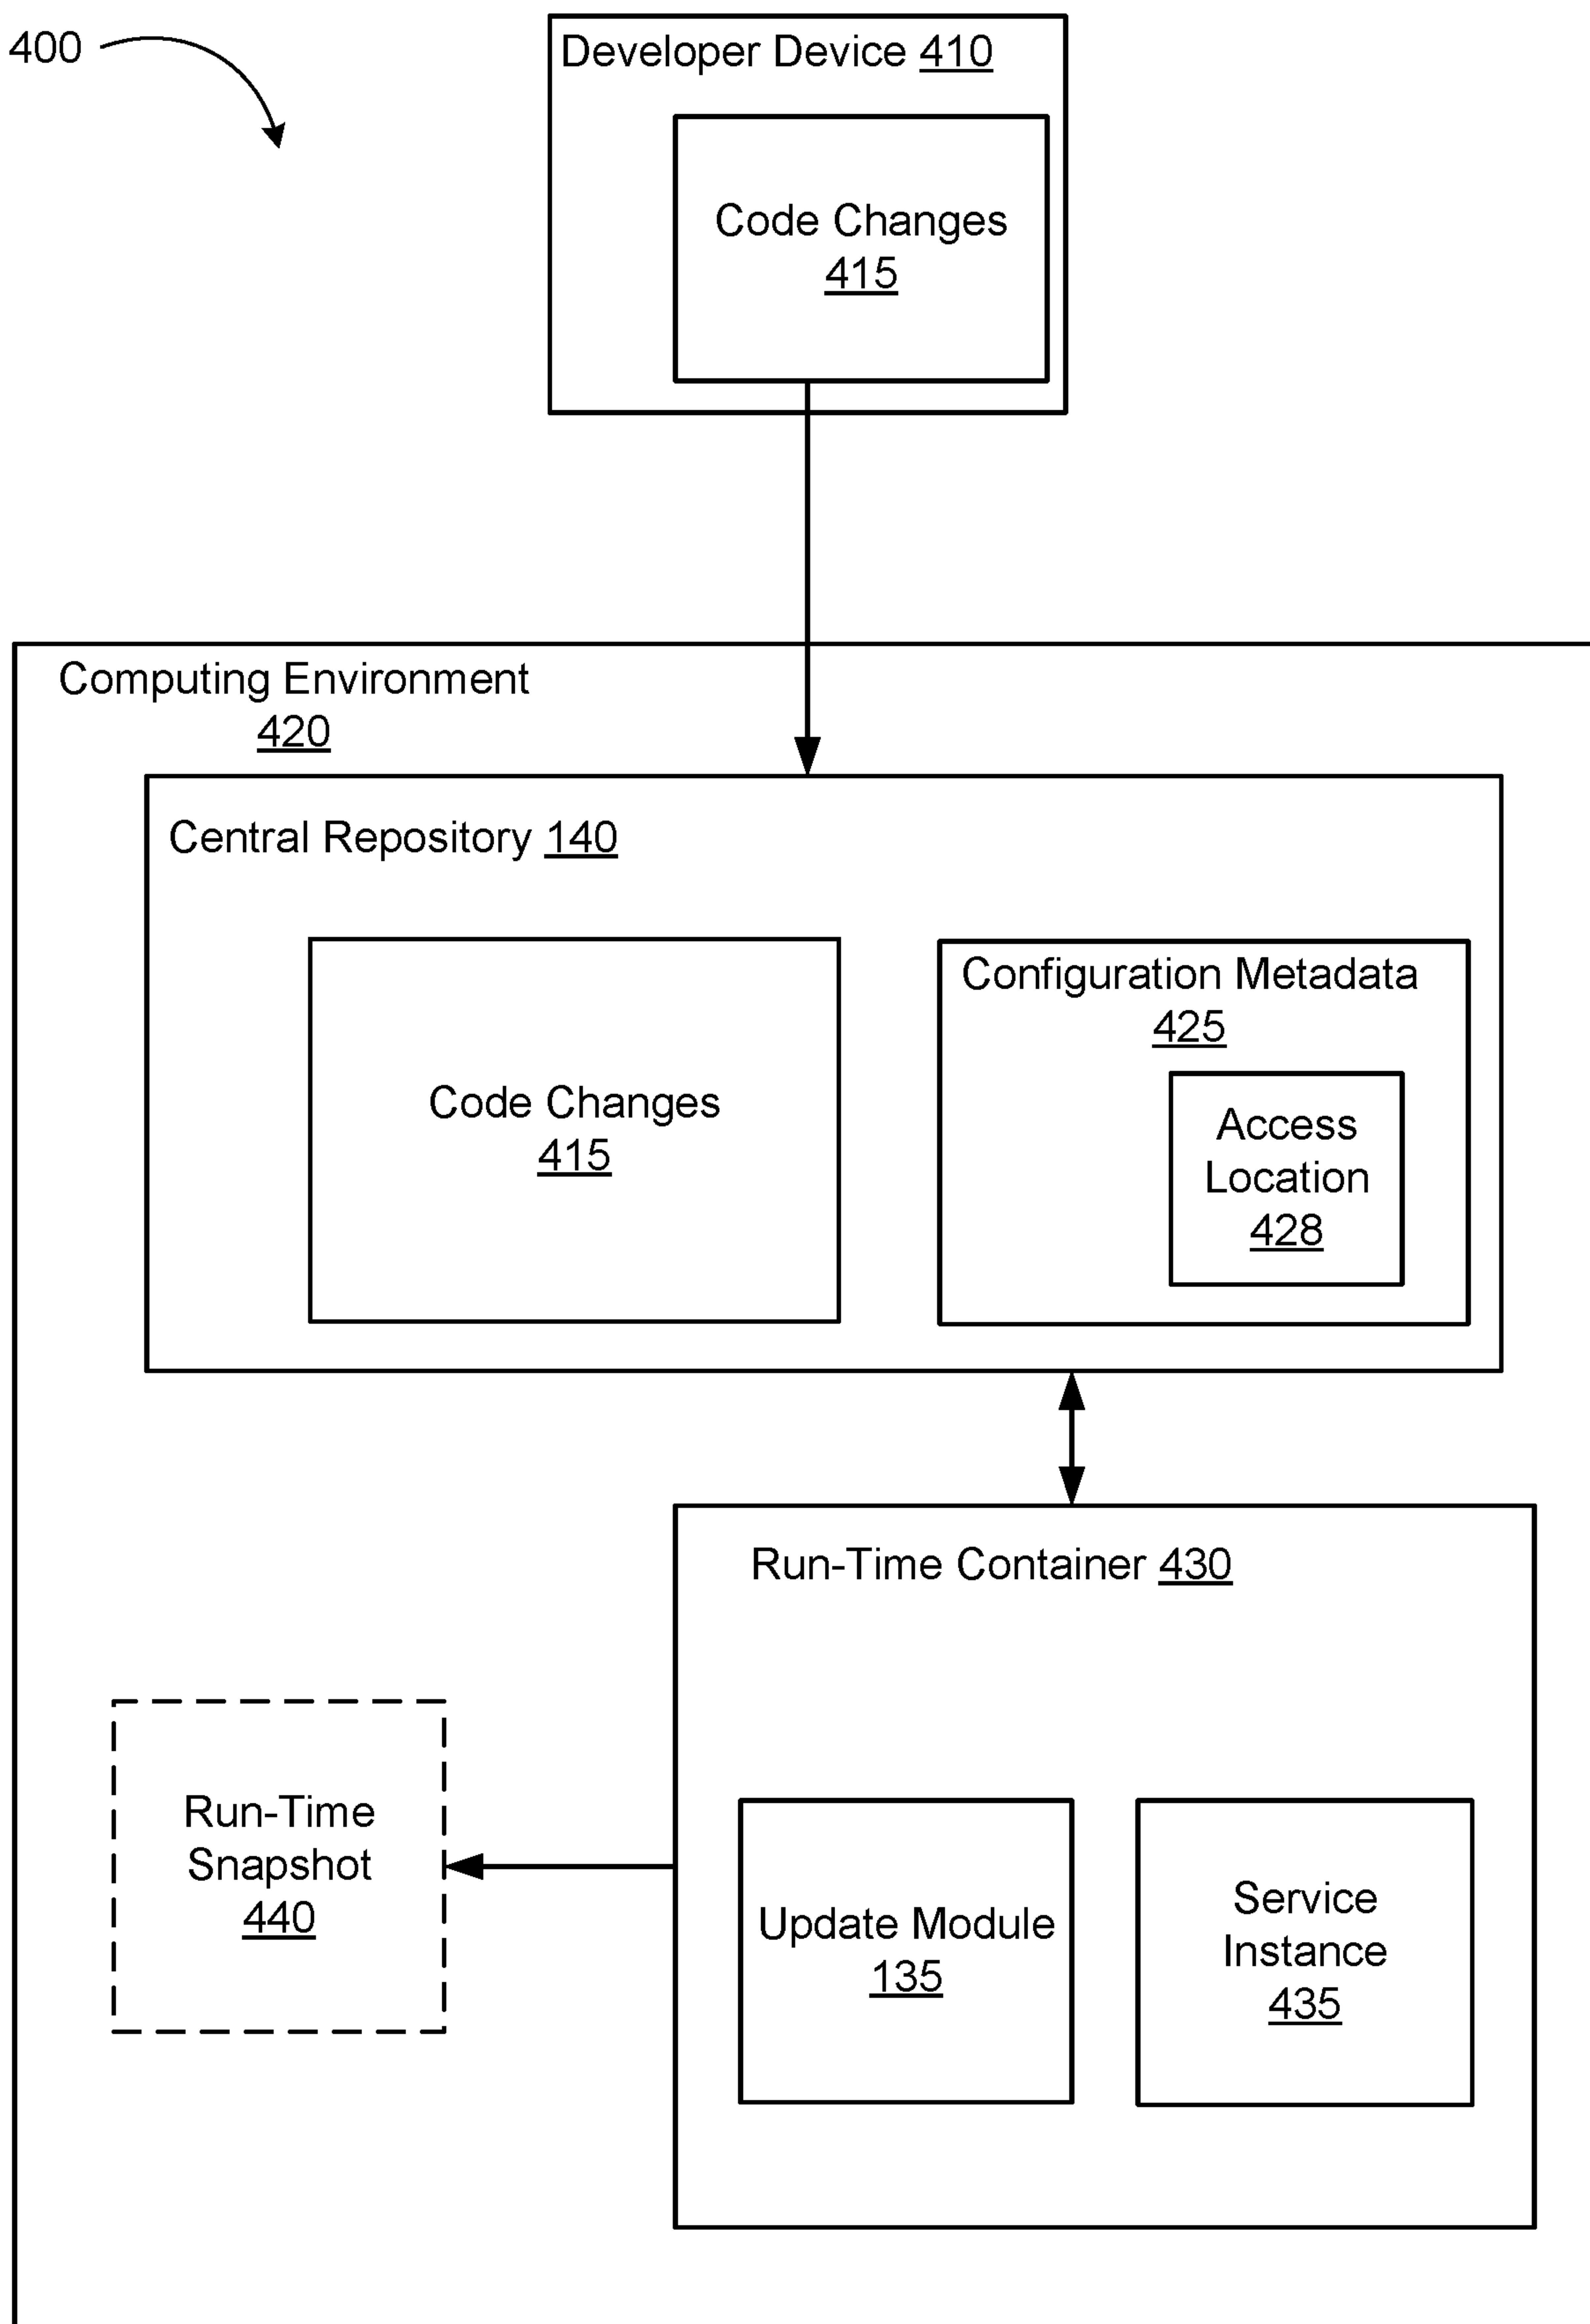 400
Developer Device 410
Code Changes
415
Computing Environment
420
Central Repository 140
Code Changes
415
Configuration Metadata
425
Access
Location
428
Run-Time Container 430
Run-Time
Snapshot
440
Update Module
135
Service
Instance
435